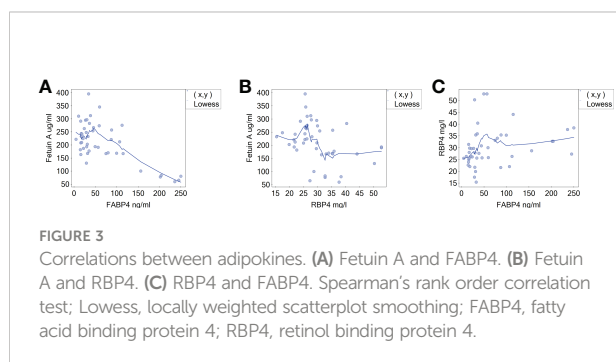 A
( x,y )
Lowess
Fetuin A ug/ml
400
350
300
250
200
150
100
50
0 50 100 150 200 250
FABP4 ng/ml
B
( x,y )
Lowess
Fetuin A ug/ml
400
350
300
250
200
150
100
50
15 20 25 30 35 40 45 50
RBP4 mg/l
C
( x,y )
Lowess
RBP4 mg/l
50
45
40
35
30
25
20
15
0 50 100 150 200 250
FABP4 ng/ml
FIGURE 3
Correlations between adipokines. (A) Fetuin A and FABP4. (B) Fetuin
A and RBP4. (C) RBP4 and FABP4. Spearman's rank order correlation
test; Lowess, locally weighted scatterplot smoothing; FABP4, fatty
acid binding protein 4; RBP4, retinol binding protein 4.